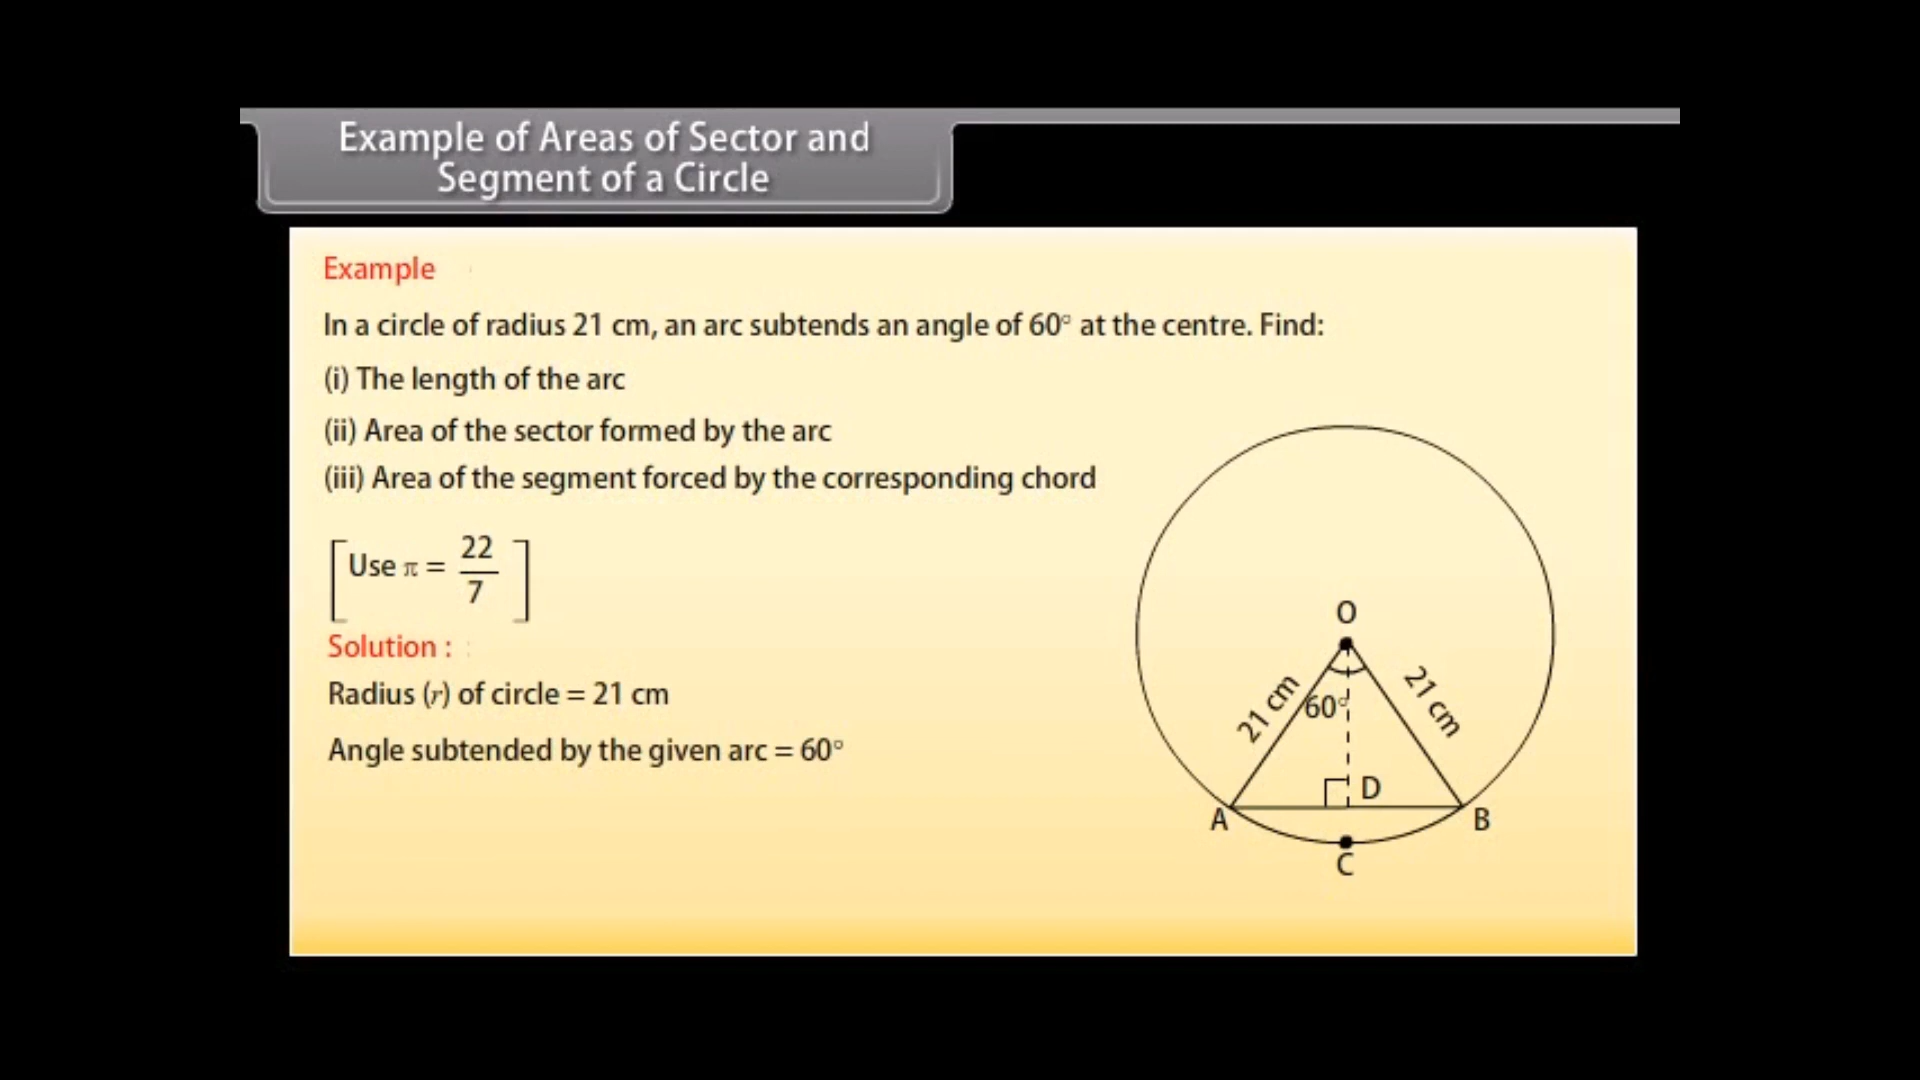 Example of Areas of Sector and
Segment of a Circle
Example
In a circle of radius 21 cm, an arc subtends an angle of 60° at the centre. Find:
(i) The length of the arc
(ii) Area of the sector formed by the arc
(iii) Area of the segment forced by the corresponding chord
[Use π = 22/7]
Solution :
Radius (r) of circle = 21 cm
Angle subtended by the given arc = 60°
O
21 cm
60°
21 cm
D
A
B
C